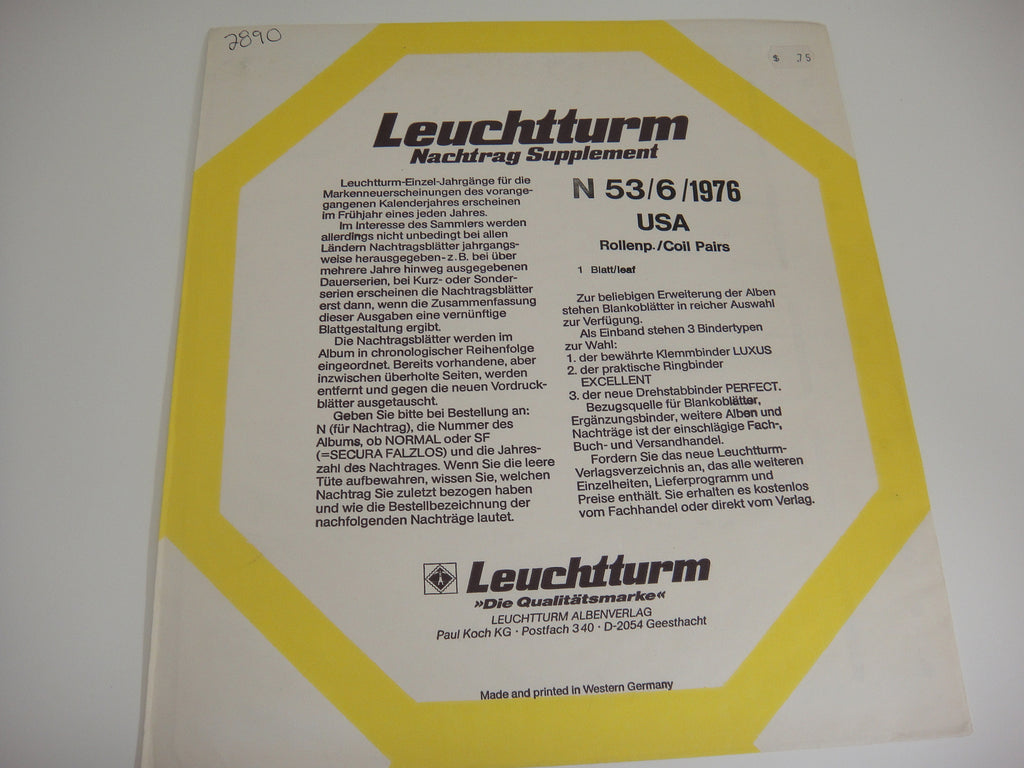 2890
$ .75
Leuchtturm
Nachtrag Supplement
Leuchtturm-Einzel-Jahrgänge für die
Markenneuerscheinungen des vorange-
gangenen Kalenderjahres erscheinen
im Frühjahr eines jeden Jahres.
Im Interesse des Sammlers werden
allerdings nicht unbedingt bei allen
Ländern Nachtragsblätter jahrgangs-
weise herausgegeben - z. B. bei über
mehrere Jahre hinweg ausgegebenen
Dauerserien, bei Kurz- oder Sonder-
serien erscheinen die Nachtragsblätter
erst dann, wenn die Zusammenfassung
dieser Ausgaben eine vernünftige
Blattgestaltung ergibt.
Die Nachtragsblätter werden im
Album in chronologischer Reihenfolge
eingeordnet. Bereits vorhandene, aber
inzwischen überholte Seiten, werden
entfernt und gegen die neuen Vordruck-
blätter ausgetauscht.
Geben Sie bitte bei Bestellung an:
N (für Nachtrag), die Nummer des
Albums, ob NORMAL oder SF
(=SECURA FALZLOS) und die Jahres-
zahl des Nachtrages. Wenn Sie die leere
Tüte aufbewahren, wissen Sie, welchen
Nachtrag Sie zuletzt bezogen haben
und wie die Bestellbezeichnung der
nachfolgenden Nachträge lautet.
N 53/6/1976
USA
Rollenp./Coil Pairs
1 Blatt/leaf
Zur beliebigen Erweiterung der Alben
stehen Blankoblätter in reicher Auswahl
zur Verfügung.
Als Einband stehen 3 Bindertypen
zur Wahl:
1. der bewährte Klemmbinder LUXUS
2. der praktische Ringbinder
EXCELLENT
3. der neue Drehstabbinder PERFECT.
Bezugsquelle für Blankoblätter,
Ergänzungsbinder, weitere Alben und
Nachträge ist der einschlägige Fach-,
Buch- und Versandhandel.
Fordern Sie das neue Leuchtturm-
Verlagsverzeichnis an, das alle weiteren
Einzelheiten, Lieferprogramm und
Preise enthält. Sie erhalten es kostenlos
vom Fachhandel oder direkt vom Verlag.
Leuchtturm
»Die Qualitätsmarke«
LEUCHTTURM ALBENVERLAG
Paul Koch KG · Postfach 340 · D-2054 Geesthacht
Made and printed in Western Germany